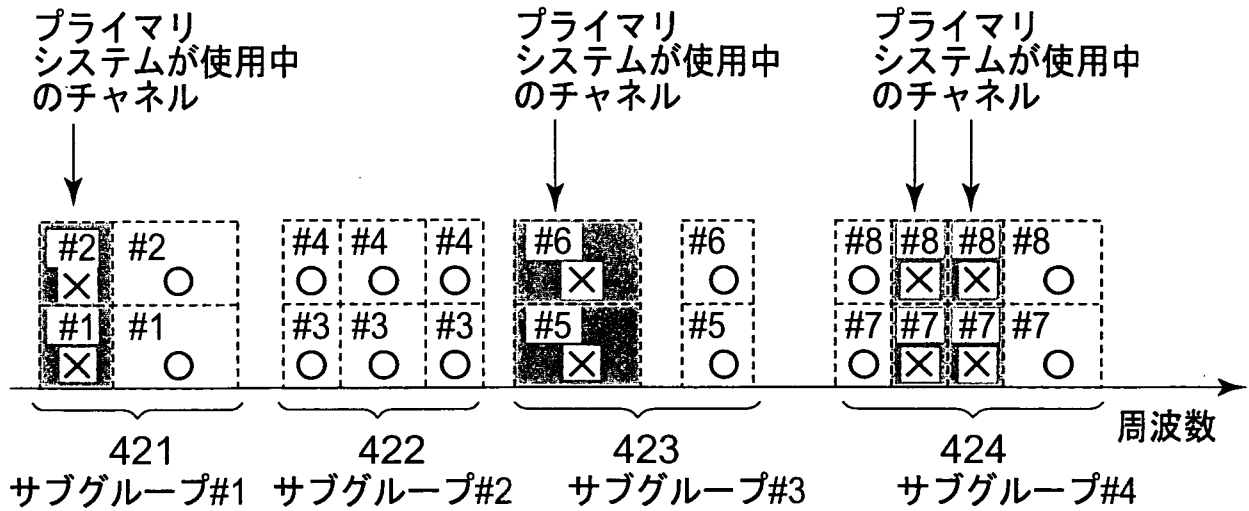 プライマリ
システムが使用中
のチャネル
プライマリ
システムが使用中
のチャネル
プライマリ
システムが使用中
のチャネル
#2 #2 #4 #4 #4 #6 #6 #8 #8 #8 #8
× ○ ○ ○ ○ × ○ ○ × × ○
#1 #1 #3 #3 #3 #5 #5 #7 #7 #7 #7
× ○ ○ ○ ○ × ○ ○ × × ○
周波数
421 422 423 424
サブグループ#1 サブグループ#2 サブグループ#3 サブグループ#4